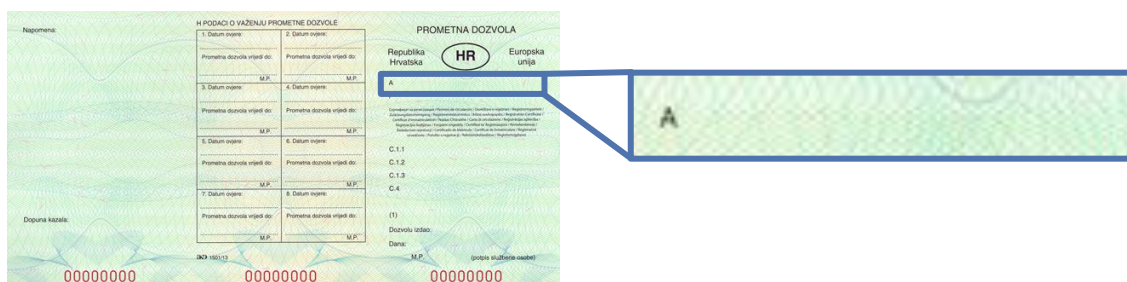 Napomena:
H PODACI O VAŽENJU PROMETNE DOZVOLE
1. Datum ovjere:
2. Datum ovjere:
Prometna dozvola vrijedi do:
Prometna dozvola vrijedi do:
M.P.
M.P.
3. Datum ovjere:
4. Datum ovjere:
Prometna dozvola vrijedi do:
Prometna dozvola vrijedi do:
M.P.
M.P.
5. Datum ovjere:
6. Datum ovjere:
Prometna dozvola vrijedi do:
Prometna dozvola vrijedi do:
M.P.
M.P.
7. Datum ovjere:
8. Datum ovjere:
Prometna dozvola vrijedi do:
Prometna dozvola vrijedi do:
M.P.
M.P.
Dopuna kazala:
1001/13
PROMETNA DOZVOLA
Republika
Hrvatska
HR
Europska
unija
A
C.1.1
C.1.2
C.1.3
C.4
(1)
Dozvolu izdao:
Dana:
M.P.
(potpis službene osobe)
00000000
00000000
00000000
A